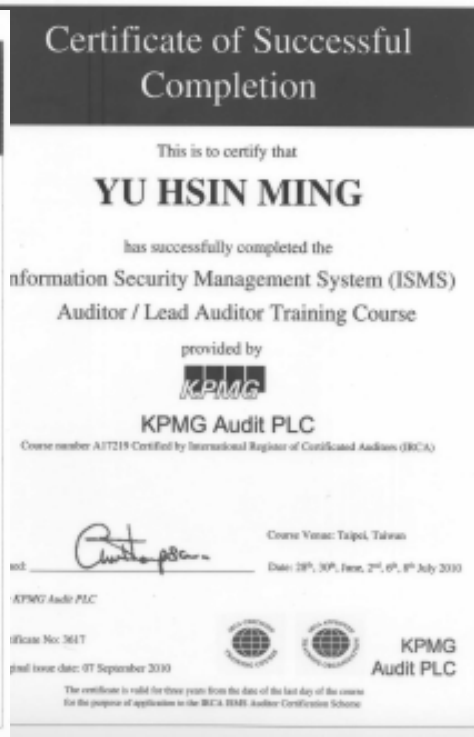 Certificate of Successful
Completion
This is to certify that
YU HSIN MING
has successfully completed the
nformation Security Management System (ISMS)
Auditor / Lead Auditor Training Course
provided by
KPMG
KPMG Audit PLC
Course number A17219 Certified by International Register of Certificated Auditors (IRCA)
Course Venue: Taipei, Taiwan
Date: 28th, 30th, June, 2nd, 6th, 8th July 2010
KPMG Audit PLC
ificate No: 3617
ginal issue date: 07 September 2010
KPMG
Audit PLC
The certificate is valid for three years from the date of the last day of the course
for the purpose of application to the IRCA ISMS Auditor Certification Scheme